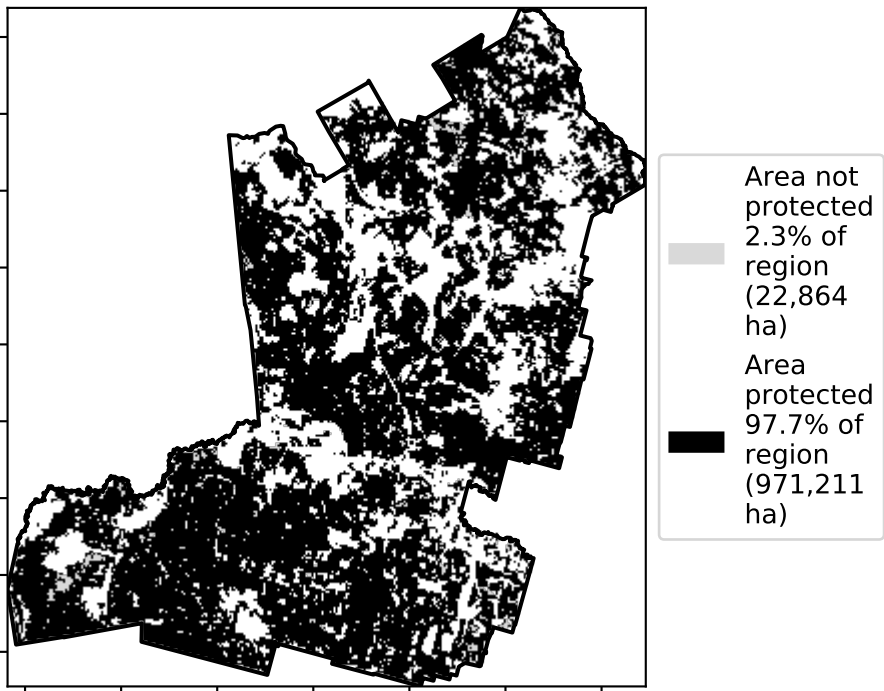 Area not
protected
2.3% of
region
(22,864
ha)
Area
protected
97.7% of
region
(971,211
ha)